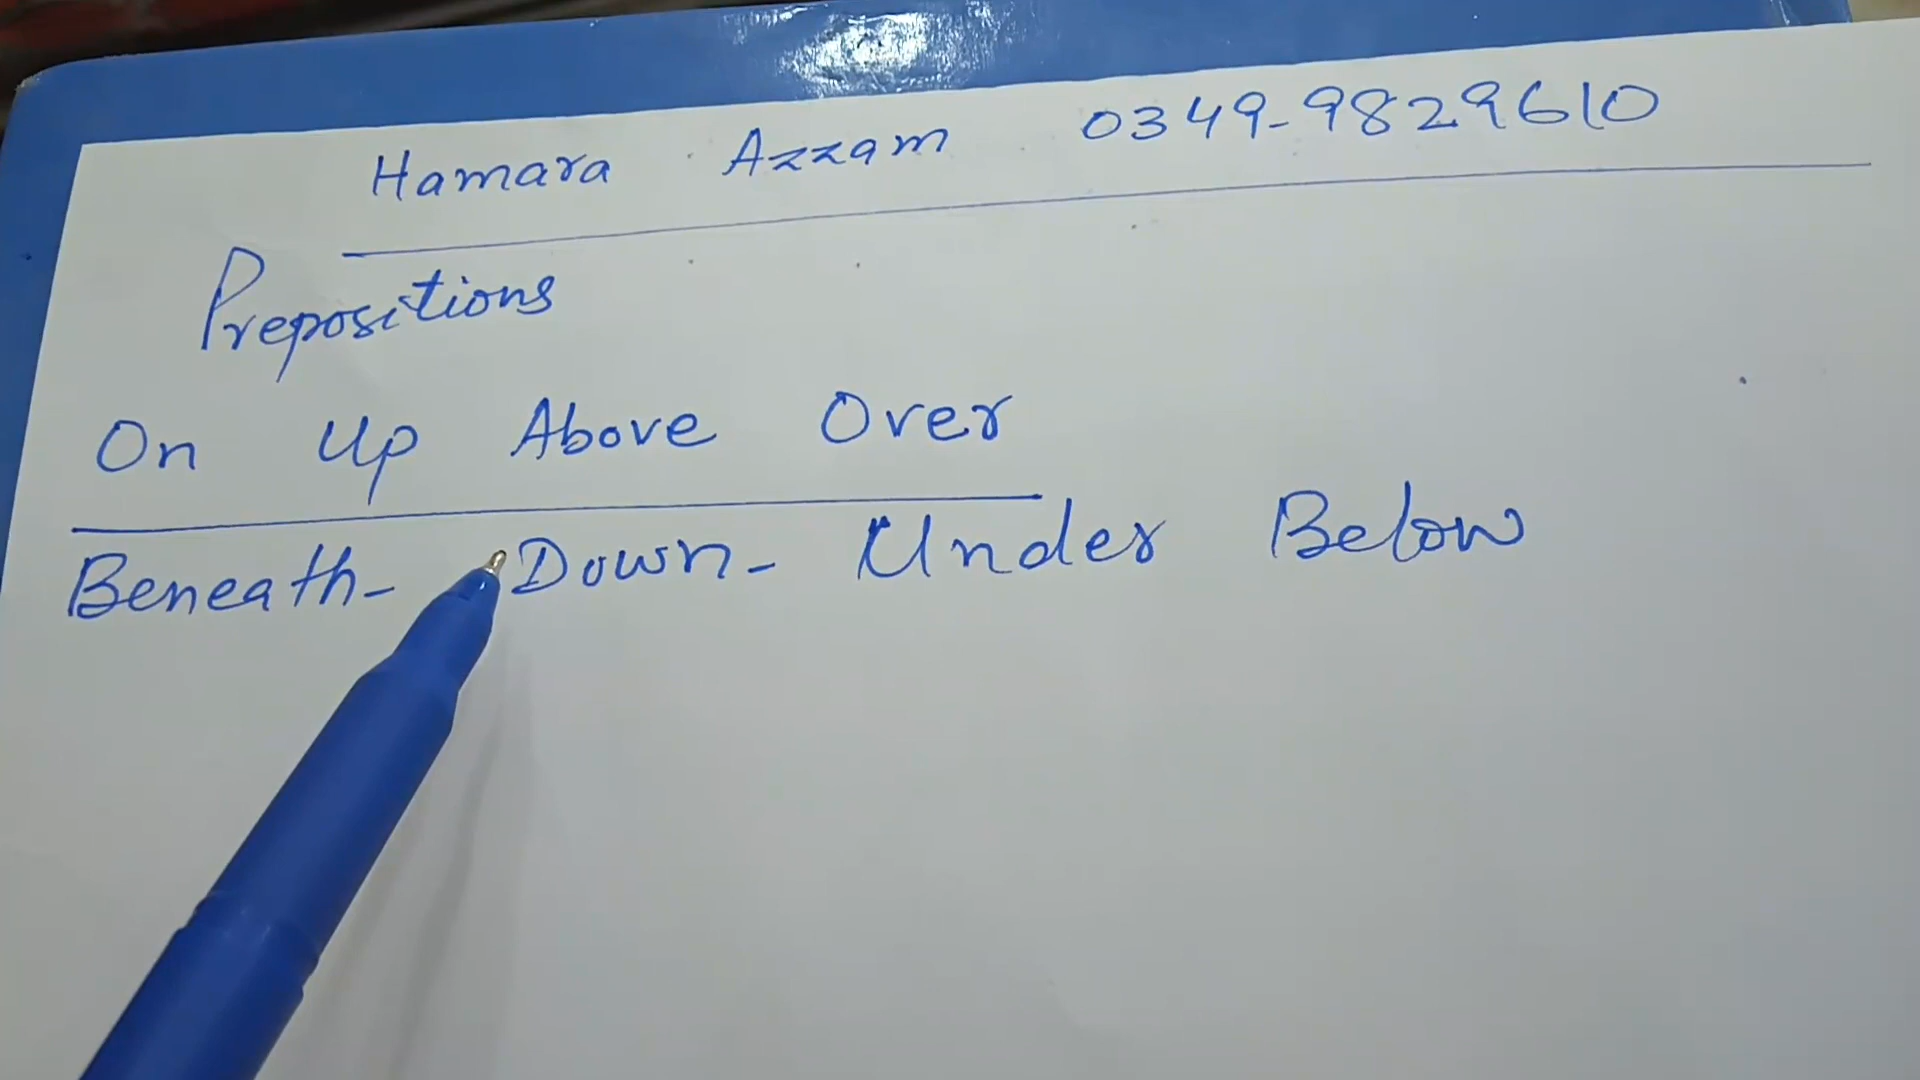 Hamara Azzam 0349-9829610
Prepositions
On Up Above Over
Beneath- Down- Under Below